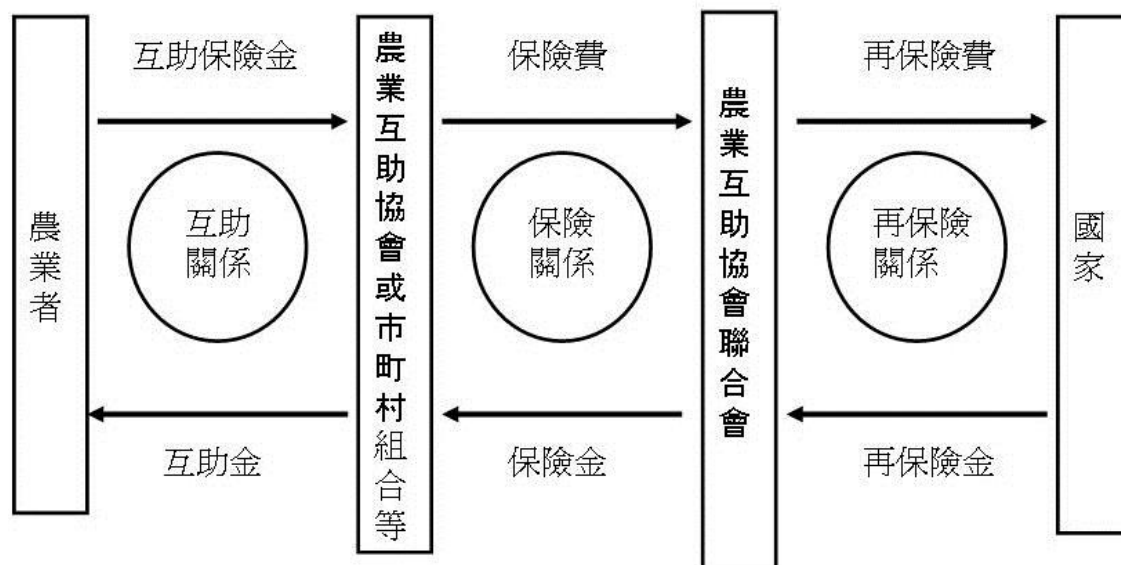 農業者
互助保險金
互助
關係
互助金
農業互助協會或市町村組合等
保險費
保險
關係
保險金
農業互助協會聯合會
再保險費
再保險
關係
再保險金
國家